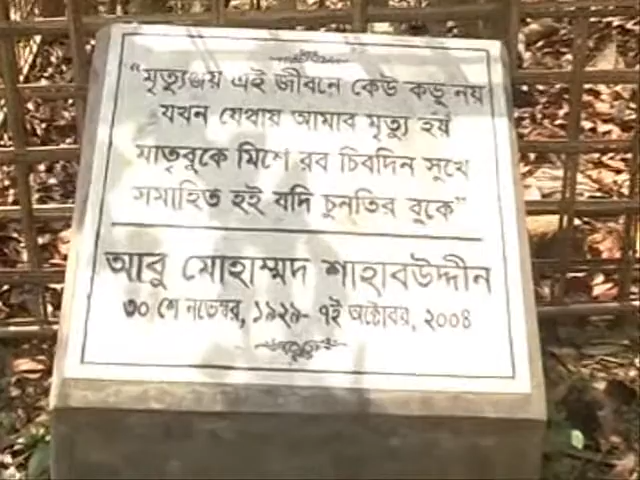 “মৃত্যুঞ্জয় এই জীবনে কেউ কভু নয়
যখন যেথায় আমার মৃত্যু হয়
মাতৃবুকে মিশে রব চিরদিন সুখে
সমাহিত হই যদি চুনতির বুকে”
আবু মোহাম্মদ শাহাবউদ্দীন
৩০ শে নভেম্বর, ১৯২৯- ৭ই অক্টোবর, ২০০৪